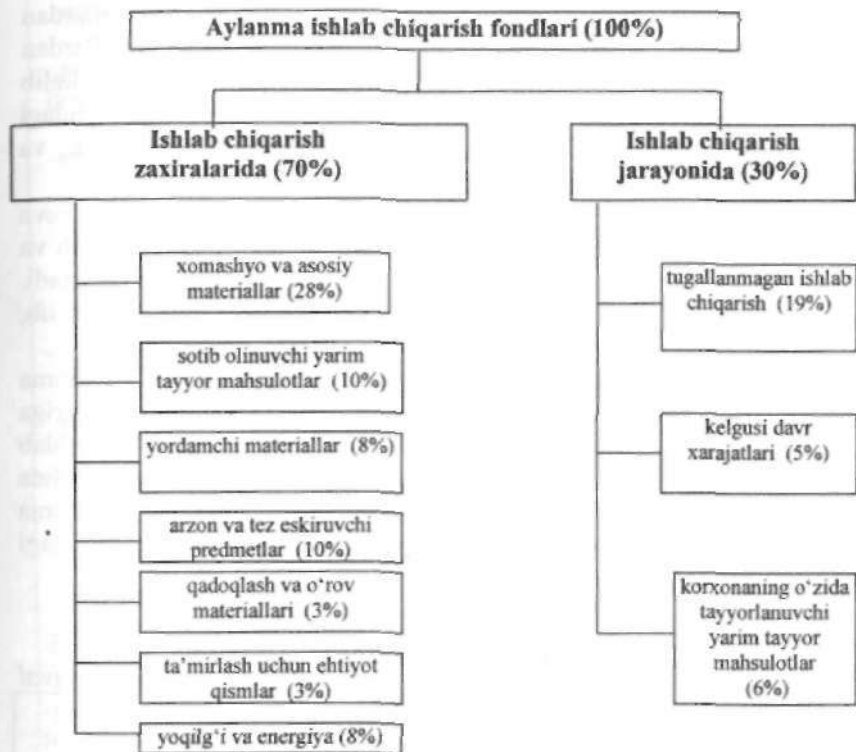 Aylanma ishlab chiqarish fondlari (100%)
Ishlab chiqarish
zaxiralarida (70%)
xomashyo va asosiy
materiallar (28%)
sotib olinuvchi yarim
tayyor mahsulotlar (10%)
yordamchi materiallar (8%)
arzon va tez eskiruvchi
predmetlar (10%)
qadoqlash va o‘rov
materiallari (3%)
ta’mirlash uchun ehtiyot
qismlar (3%)
yoqilg‘i va energiya (8%)
Ishlab chiqarish
jarayonida (30%)
tugallanmagan ishlab
chiqarish (19%)
kelgusi davr
xarajatlari (5%)
korxonaning o‘zida
tayyorlanuvchi
yarim tayyor
mahsulotlar
(6%)